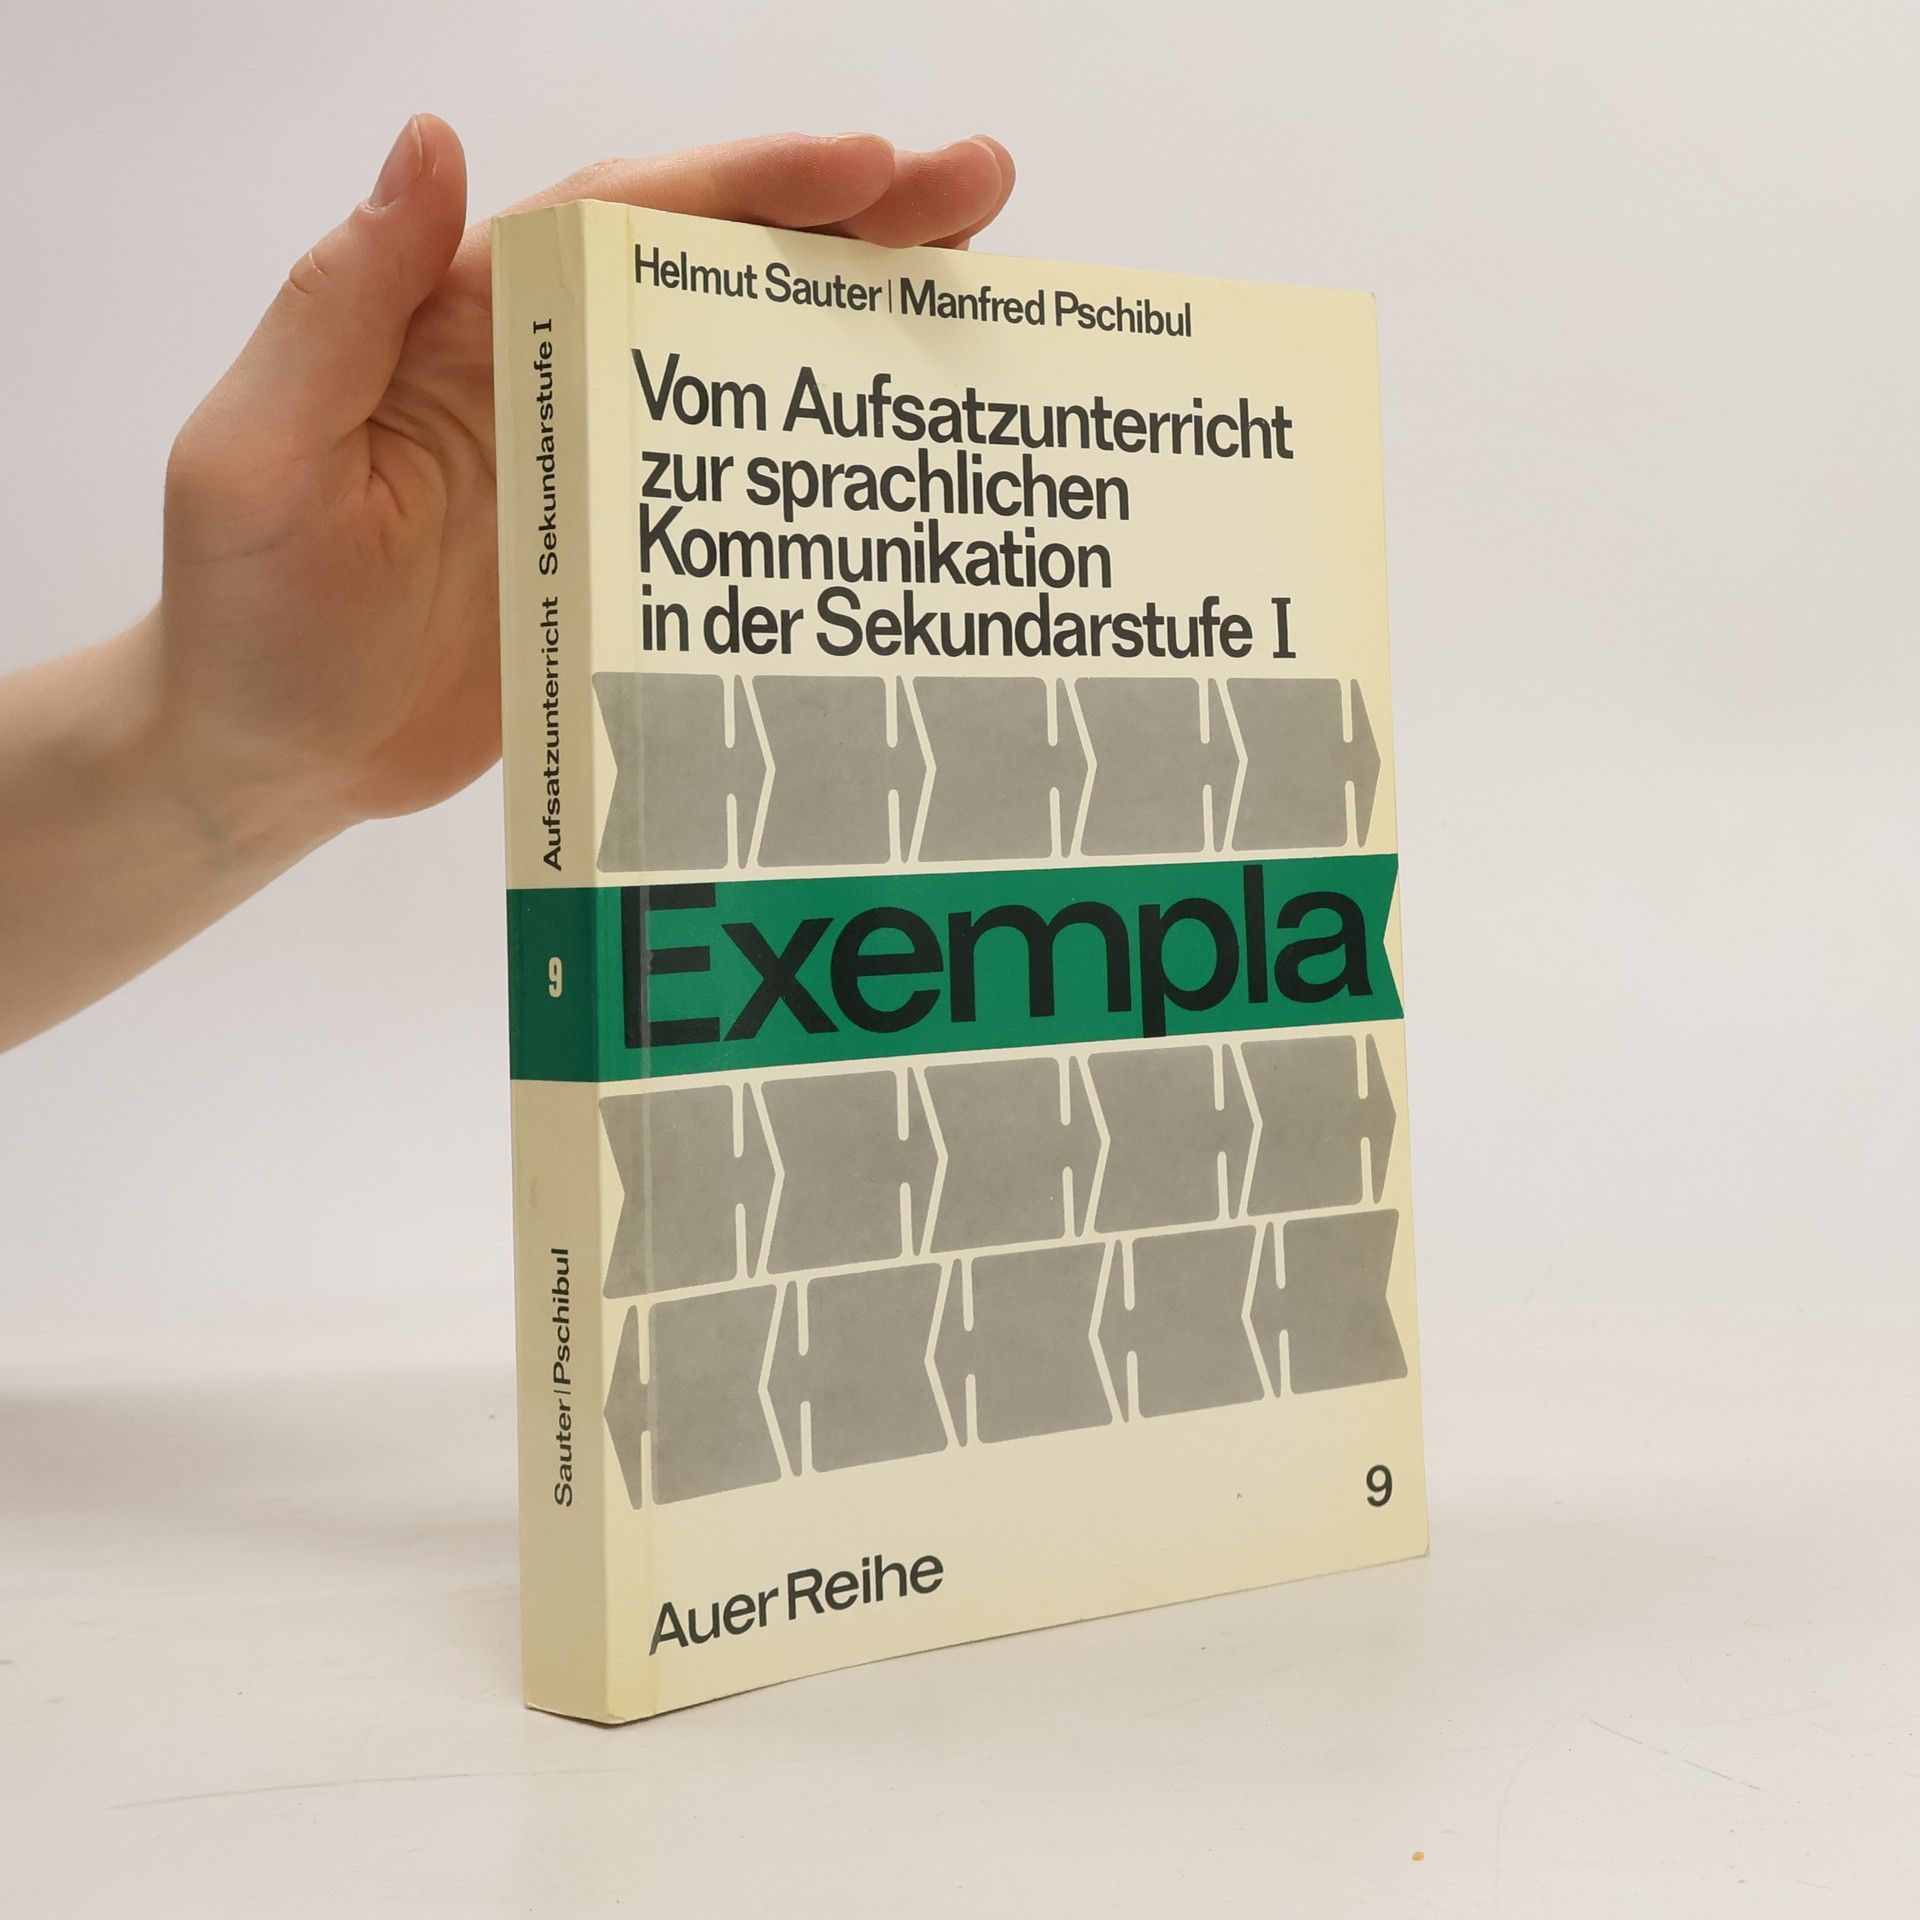 Helmut Sauter|Manfred Pschibul
Vom Aufsatzunterricht
zur sprachlichen
Kommunikation
in der Sekundarstufe I
Exempla
9
Auer Reihe
Aufsatzunterricht Sekundarstufe I
9
Sauter|Pschibul